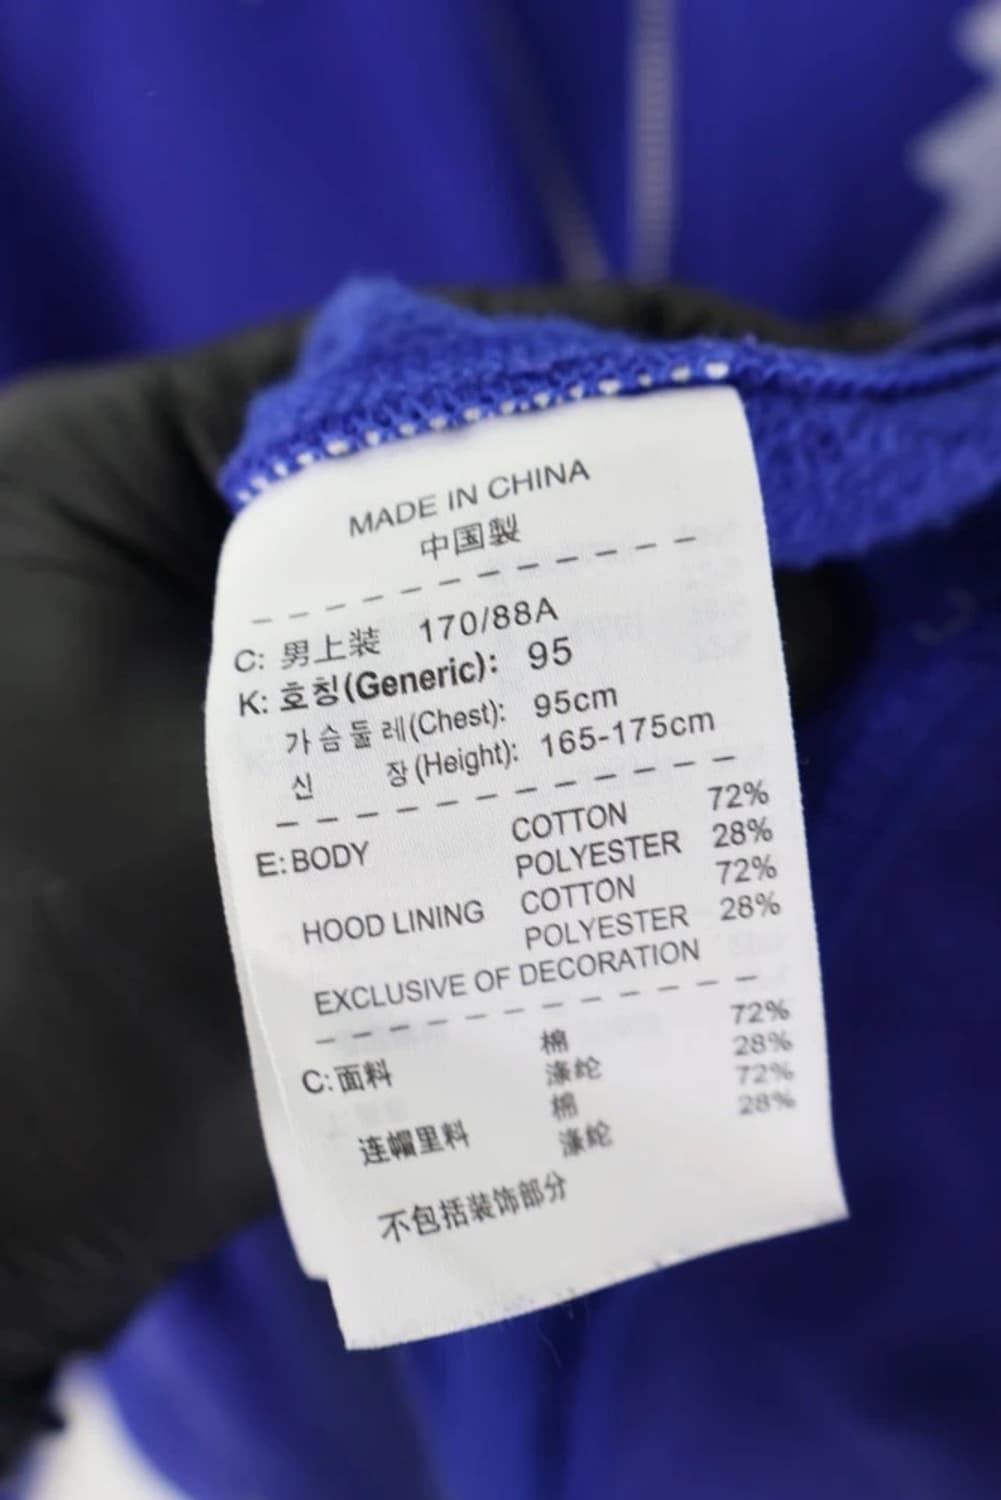 MADE IN CHINA
中国製
C: 男上装 170/88A
K: 호칭(Generic): 95
가슴둘레(Chest): 95cm
신 장(Height): 165-175cm
E: BODY COTTON 72%
POLYESTER 28%
HOOD LINING COTTON 72%
POLYESTER 28%
EXCLUSIVE OF DECORATION
C: 面料 棉 72%
涤纶 28%
连帽里料 棉 72%
涤纶 28%
不包括装饰部分